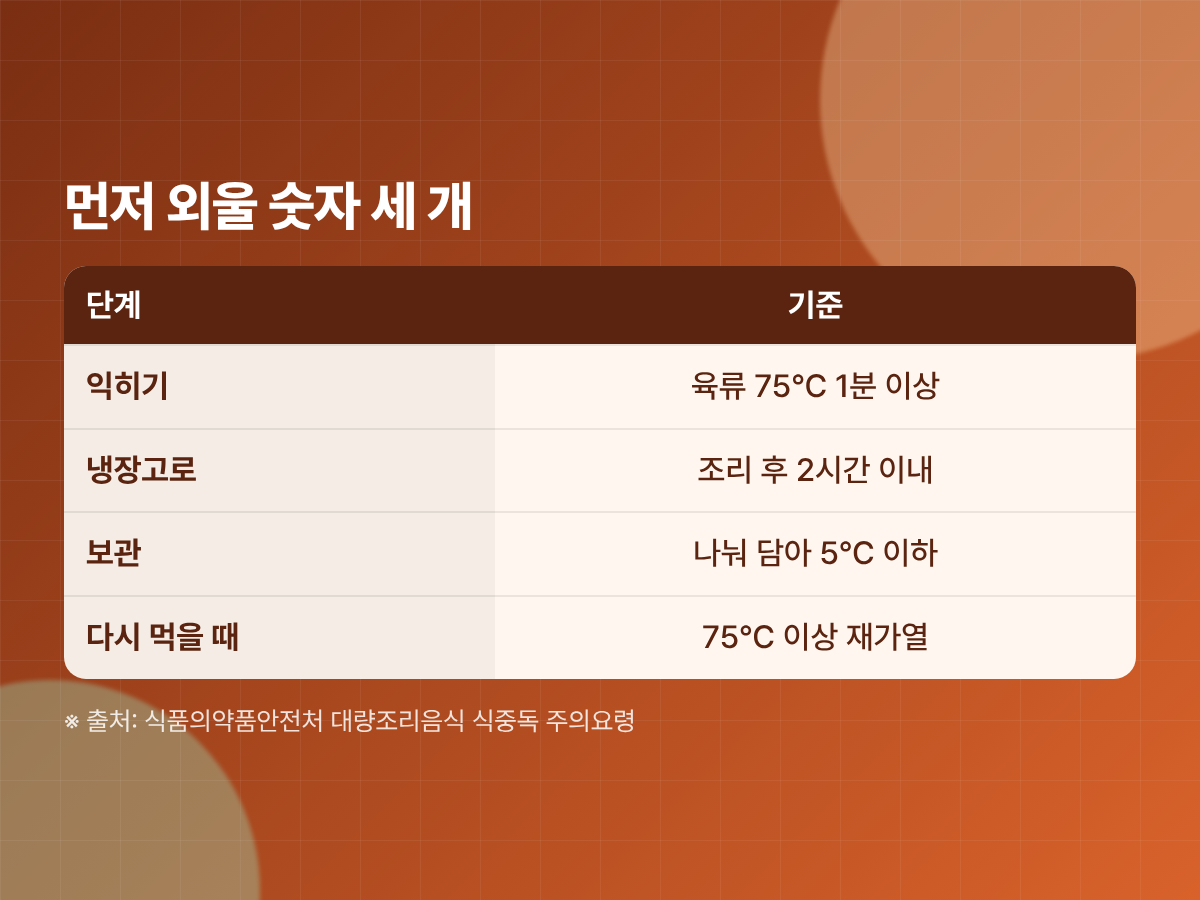 먼저 외울 숫자 세 개
단계 기준
익히기 육류 75°C 1분 이상
냉장고로 조리 후 2시간 이내
보관 나눠 담아 5°C 이하
다시 먹을 때 75°C 이상 재가열
※ 출처: 식품의약품안전처 대량조리음식 식중독 주의요령